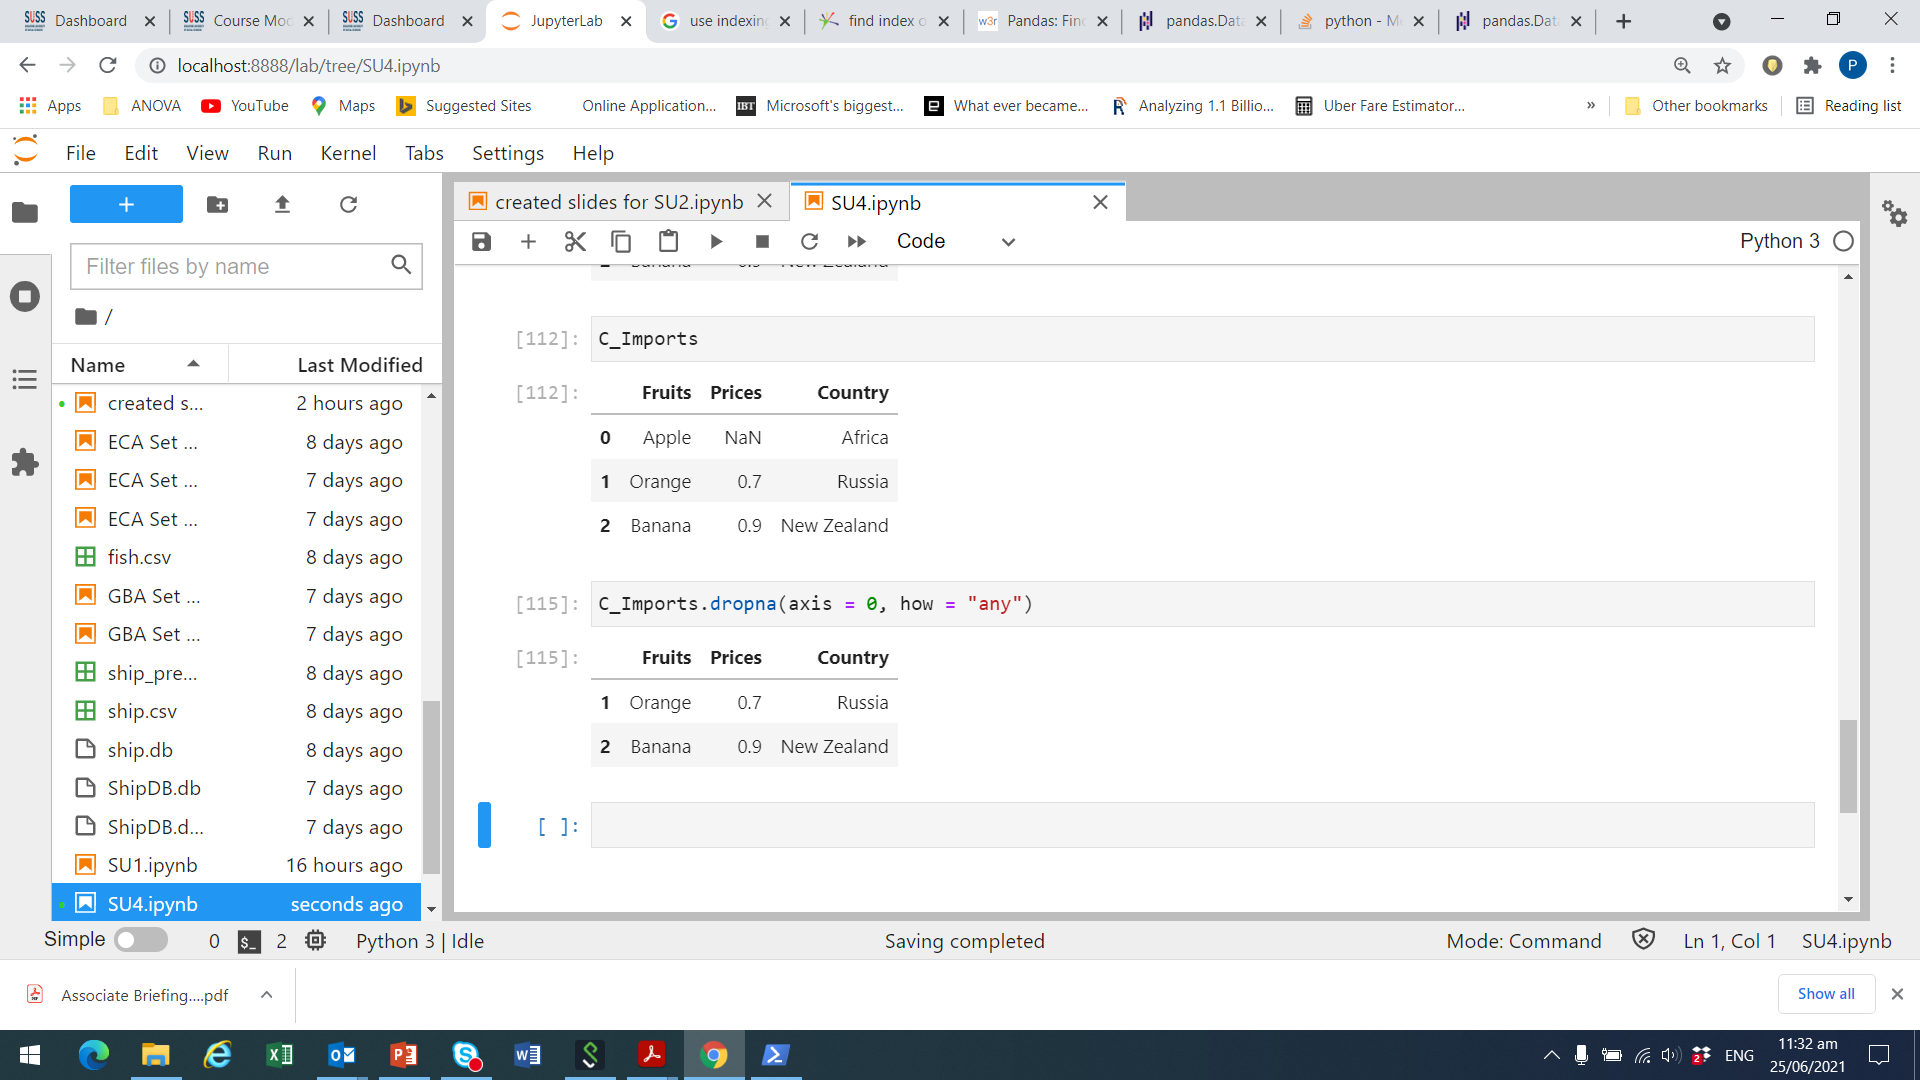 Dashboard
Course Moc
Dashboard
JupyterLab
use indexin
find index o
Pandas: Finc
pandas.Data
python - Mo
pandas.Data
localhost:8888/lab/tree/SU4.ipynb
P
Apps
ANOVA
YouTube
Maps
Suggested Sites
Online Application...
Microsoft's biggest...
What ever became...
Analyzing 1.1 Billio...
Uber Fare Estimator...
»
Other bookmarks
Reading list
File Edit View Run Kernel Tabs Settings Help
created slides for SU2.ipynb
SU4.ipynb
Code
Python 3
Filter files by name
/
Name Last Modified
created s... 2 hours ago
ECA Set ... 8 days ago
ECA Set ... 7 days ago
ECA Set ... 7 days ago
fish.csv 8 days ago
GBA Set ... 7 days ago
GBA Set ... 7 days ago
ship_pre... 8 days ago
ship.csv 8 days ago
ship.db 8 days ago
ShipDB.db 7 days ago
ShipDB.d... 7 days ago
SU1.ipynb 16 hours ago
SU4.ipynb seconds ago
2 Banana 0.9 New Zealand
[112]: C_Imports
[112]: Fruits Prices Country
0 Apple NaN Africa
1 Orange 0.7 Russia
2 Banana 0.9 New Zealand
[115]: C_Imports.dropna(axis = 0, how = "any")
[115]: Fruits Prices Country
1 Orange 0.7 Russia
2 Banana 0.9 New Zealand
[ ]:
Simple 0 $_ 2 Python 3 | Idle Saving completed Mode: Command Ln 1, Col 1 SU4.ipynb
Associate Briefing....pdf
Show all
ENG
11:32 am
25/06/2021